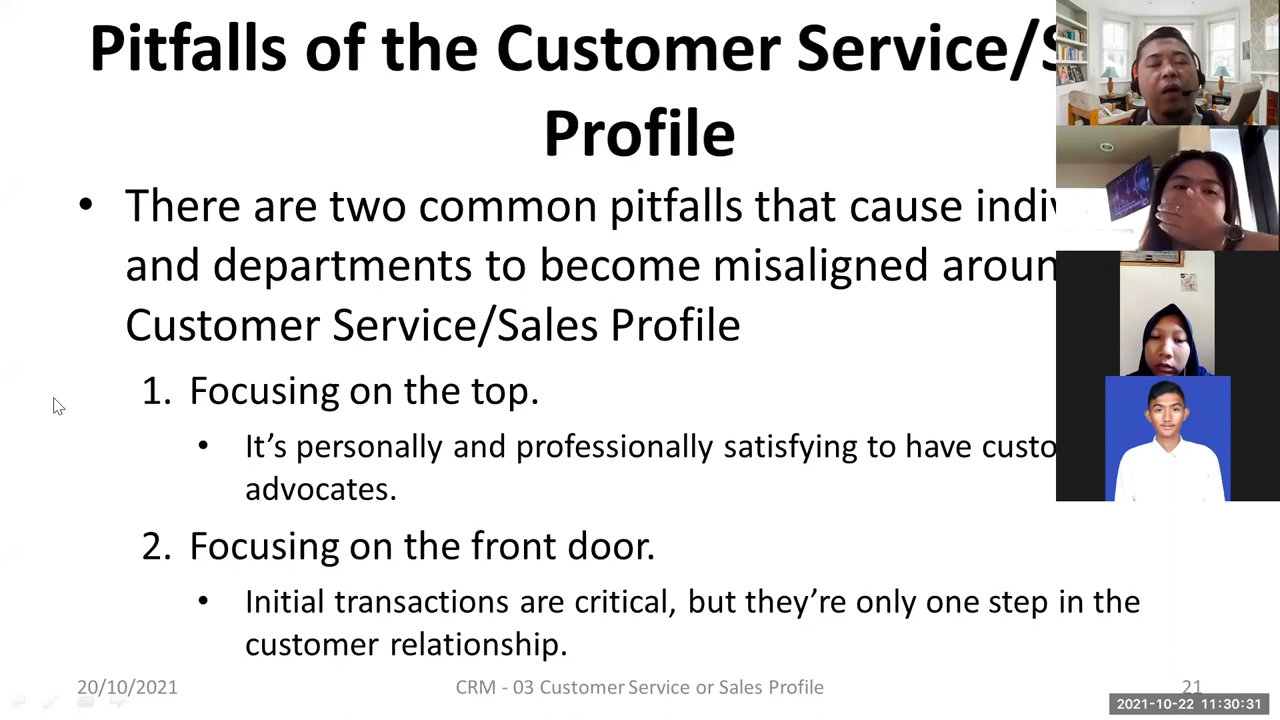 Pitfalls of the Customer Service/
Profile
• There are two common pitfalls that cause
and departments to become misaligned
Customer Service/Sales Profile
1. Focusing on the top.
• It’s personally and professionally satisfying to have
advocates.
2. Focusing on the front door.
• Initial transactions are critical, but they’re only one step in the
customer relationship.
20/10/2021 CRM - 03 Customer Service or Sales Profile 21
2021-10-22 11:30:31